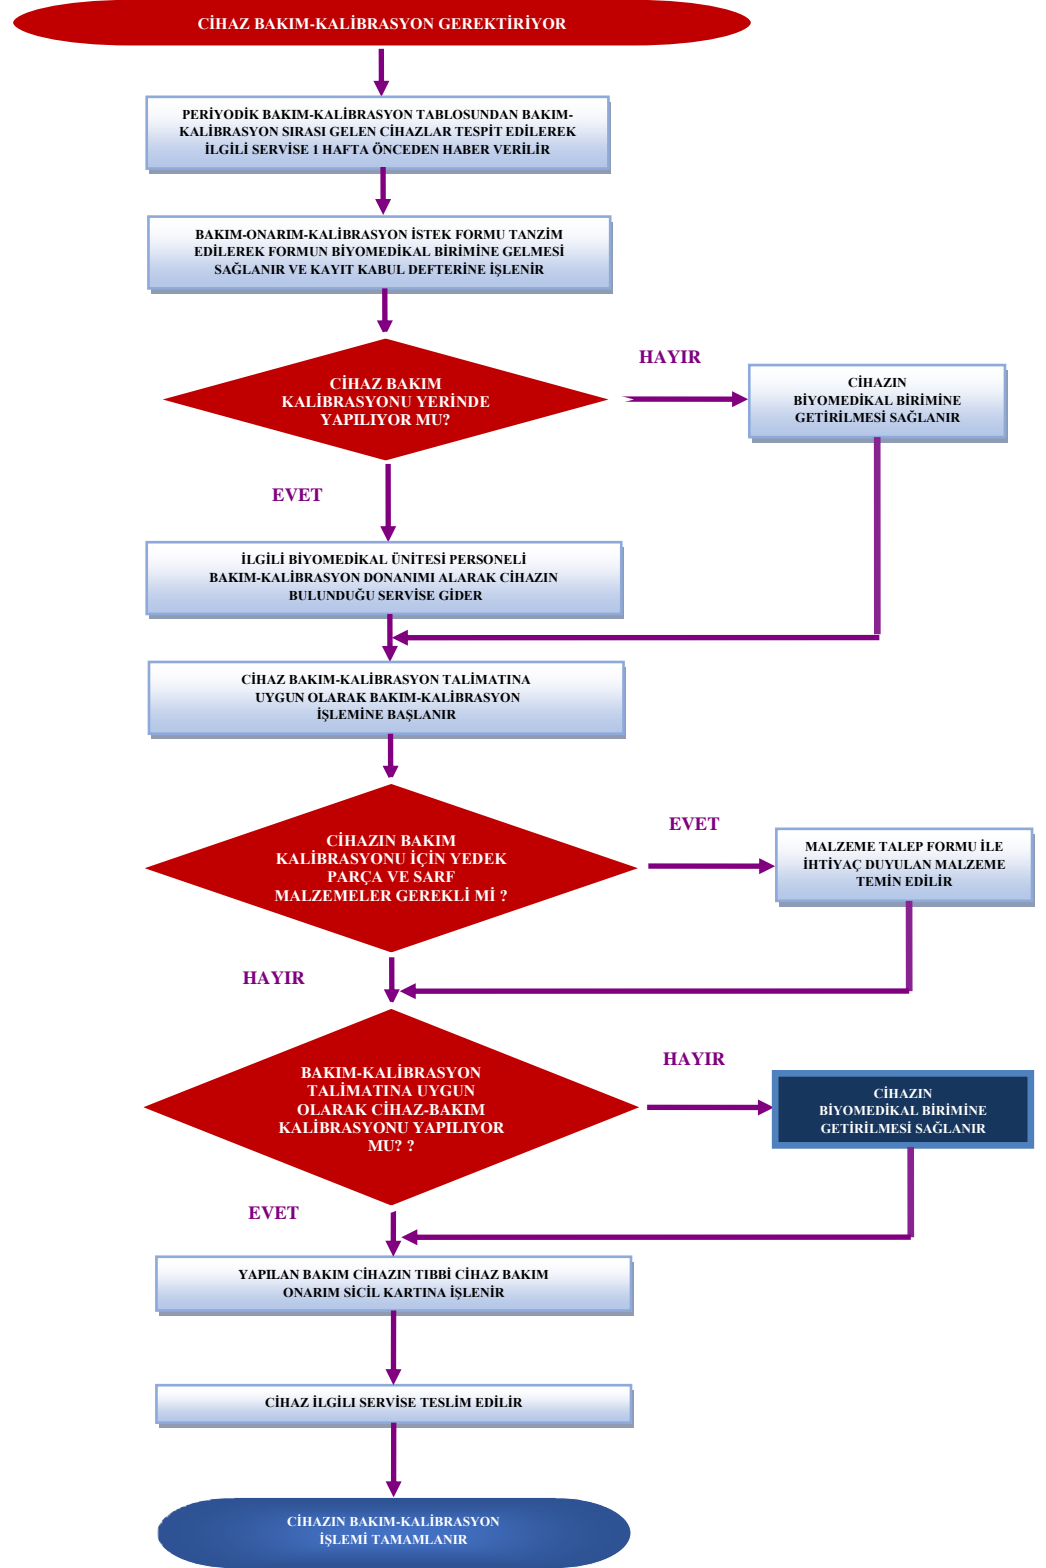 CİHAZ BAKIM-KALİBRASYON GEREKTİRİYOR
PERİYODİK BAKIM-KALİBRASYON TABLOSUNDAN BAKIM-
KALİBRASYON SIRASI GELEN CİHAZLAR TESPİT EDİLEREK
İLGİLİ SERVİSE 1 HAFTA ÖNCEDEN HABER VERİLİR
BAKIM-ONARIM-KALİBRASYON İSTEK FORMU TANZİM
EDİLEREK FORMUN BİYOMEDİKAL BİRİMİNE GELMESİ
SAĞLANIR VE KAYIT KABUL DEFTERİNE İŞLENİR
CİHAZ BAKIM
KALİBRASYONU YERİNDE
YAPILIYOR MU?
HAYIR
CİHAZIN
BİYOMEDİKAL BİRİMİNE
GETİRİLMESİ SAĞLANIR
EVET
İLGİLİ BİYOMEDİKAL ÜNİTESİ PERSONELİ
BAKIM-KALİBRASYON DONANIMI ALARAK CİHAZIN
BULUNDUĞU SERVİSE GİDER
CİHAZ BAKIM-KALİBRASYON TALİMATINA
UYGUN OLARAK BAKIM-KALİBRASYON
İŞLEMİNE BAŞLANIR
CİHAZIN BAKIM
KALİBRASYONU İÇİN YEDEK
PARÇA VE SARF
MALZEMELER GEREKLİ Mİ ?
EVET
MALZEME TALEP FORMU İLE
İHTİYAÇ DUYULAN MALZEME
TEMİN EDİLİR
HAYIR
BAKIM-KALİBRASYON
TALİMATINA UYGUN
OLARAK CİHAZ-BAKIM
KALİBRASYONU YAPILIYOR
MU? ?
HAYIR
CİHAZIN
BİYOMEDİKAL BİRİMİNE
GETİRİLMESİ SAĞLANIR
EVET
YAPILAN BAKIM CİHAZIN TIBBİ CİHAZ BAKIM
ONARIM SİCİL KARTINA İŞLENİR
CİHAZ İLGİLI SERVİSE TESLİM EDİLİR
CİHAZIN BAKIM-KALİBRASYON
İŞLEMİ TAMAMLANIR